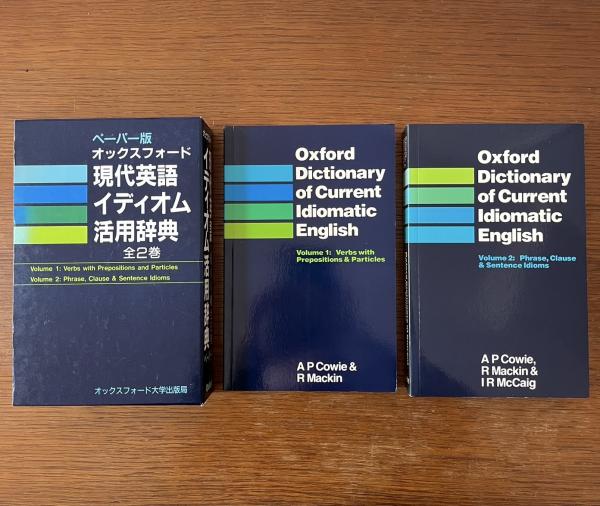 ペーパー版
オックスフォード
現代英語
イディオム
活用辞典
全2巻
Volume 1: Verbs with Prepositions and Particles
Volume 2: Phrase, Clause & Sentence Idioms
オックスフォード大学出版局
Oxford
Dictionary
of Current
Idiomatic
English
Volume 1: Verbs with
Prepositions & Particles
A P Cowie &
R Mackin
Oxford
Dictionary
of Current
Idiomatic
English
Volume 2: Phrase, Clause
& Sentence Idioms
A P Cowie,
R Mackin &
I R McCaig